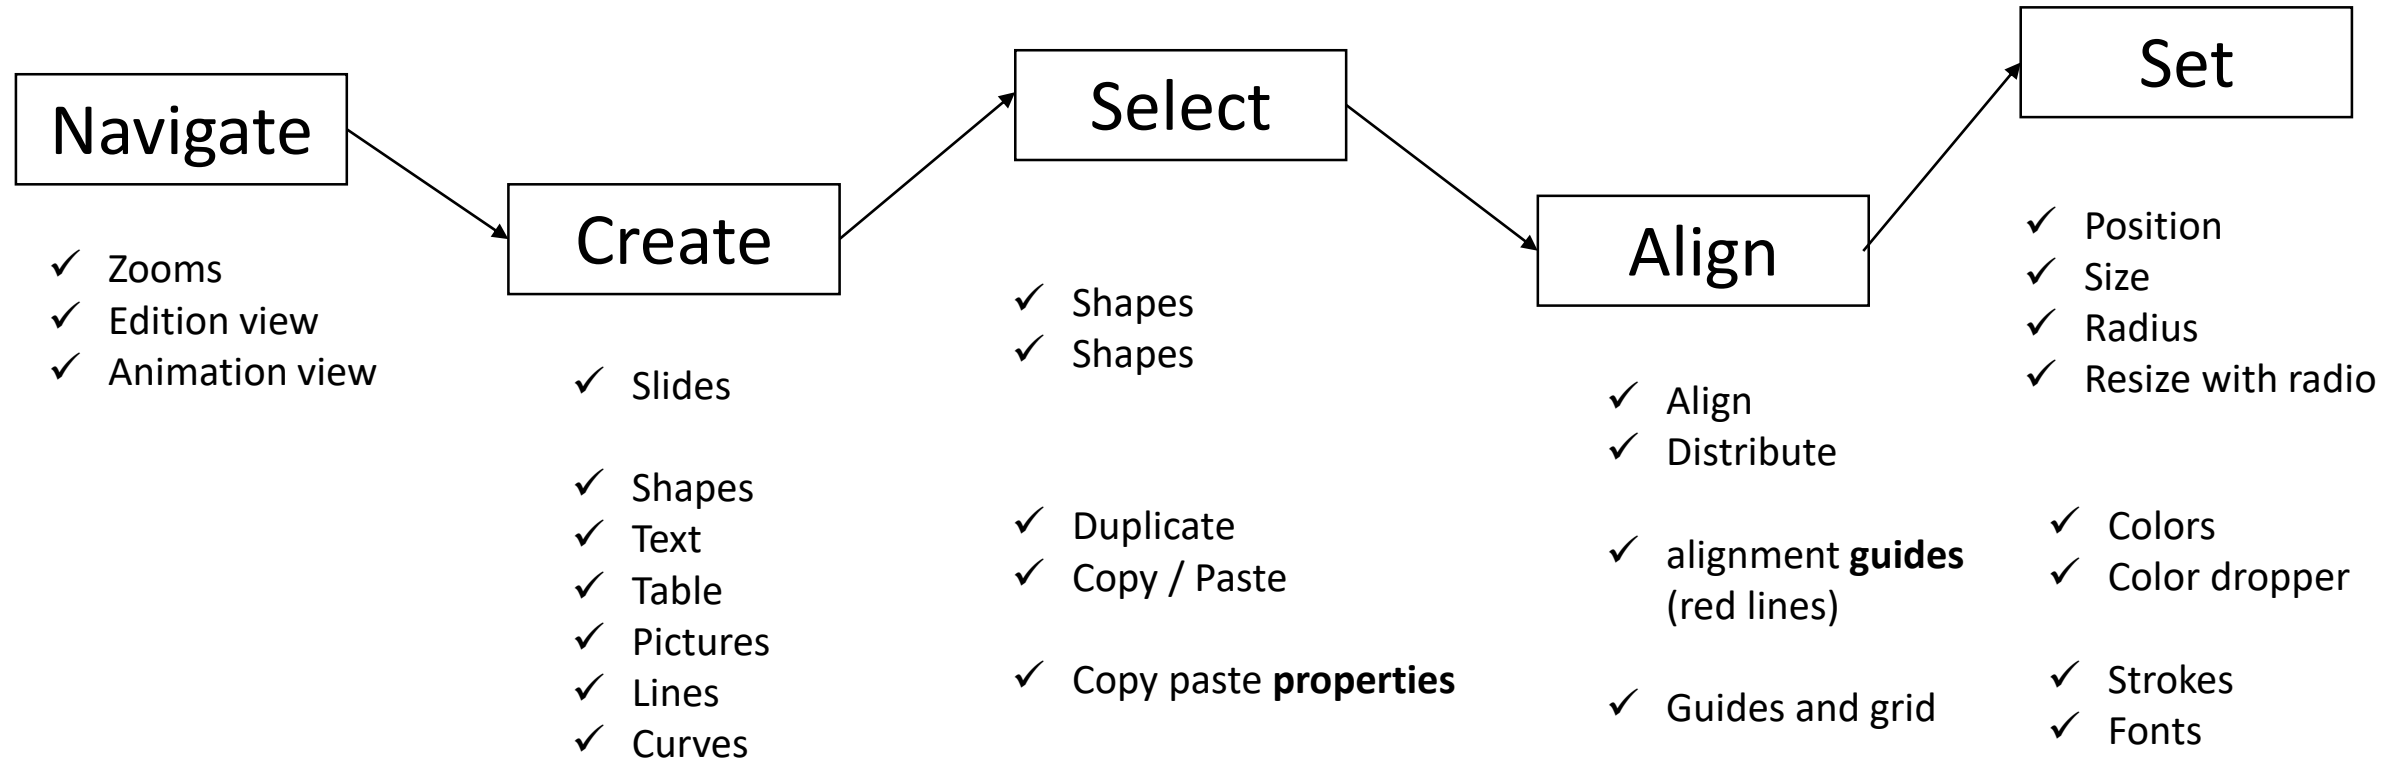 Navigate
✓ Zooms
✓ Edition view
✓ Animation view
Create
✓ Slides
✓ Shapes
✓ Text
✓ Table
✓ Pictures
✓ Lines
✓ Curves
Select
✓ Shapes
✓ Shapes
✓ Duplicate
✓ Copy / Paste
✓ Copy paste properties
Align
✓ Align
✓ Distribute
✓ alignment guides
(red lines)
✓ Guides and grid
Set
✓ Position
✓ Size
✓ Radius
✓ Resize with radio
✓ Colors
✓ Color dropper
✓ Strokes
✓ Fonts